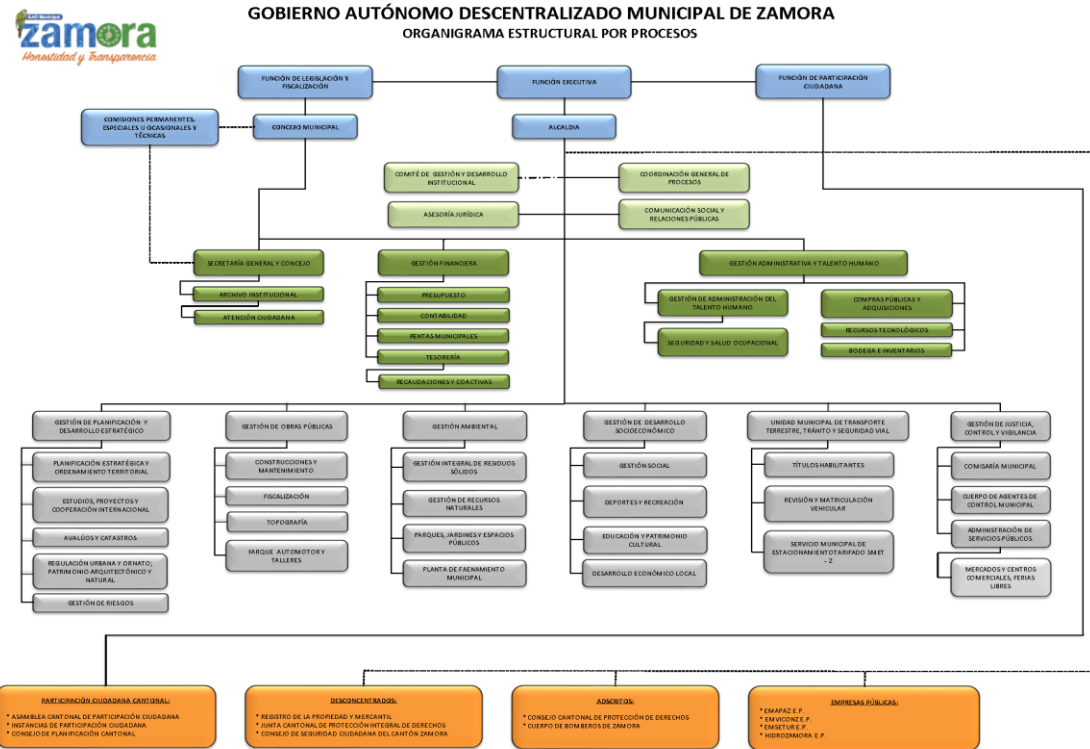 GAD Municipal
zamora
Honestidad y Transparencia
GOBIERNO AUTÓNOMO DESCENTRALIZADO MUNICIPAL DE ZAMORA
ORGANIGRAMA ESTRUCTURAL POR PROCESOS
FUNCIÓN DE LEGISLACIÓN Y
FISCALIZACIÓN
FUNCIÓN EXECUTIVA
FUNCIÓN DE PARTICIPACIÓN
CIUDADANA
COMISIONES PERMANENTES,
ESPECIALES U OCASIONALES Y
TÉCNICAS
CONCEJO MUNICIPAL
ALCALDIA
COMITÉ DE GESTIÓN Y DESARROLLO
INSTITUCIONAL
COORDINACIÓN GENERAL DE
PROCESOS
ASESORÍA JURÍDICA
COMUNICACIÓN SOCIAL Y
RELACIONES PÚBLICAS
SECRETARÍA GENERAL Y CONCEJO
ARCHIVO INSTITUCIONAL
ATENCIÓN CIUDADANA
GESTIÓN FINANCIERA
PRESUPUESTO
CONTABILIDAD
RENTAS MUNICIPALES
TESORERÍA
RECAUDACIONES Y COACTIVAS
GESTIÓN ADMINISTRATIVA Y TALENTO HUMANO
GESTIÓN DE ADMINISTRACIÓN DEL
TALENTO HUMANO
SEGURIDAD Y SALUD OCUPACIONAL
COMPRAS PÚBLICAS Y
ADQUISICIONES
RECURSOS TECNOLÓGICOS
BODEGA E INVENTARIOS
GESTIÓN DE PLANIFICACIÓN Y
DESARROLLO ESTRATÉGICO
PLANIFICACIÓN ESTRATÉGICA Y
ORDENAMIENTO TERRITORIAL
ESTUDIOS, PROYECTOS Y
COOPERACIÓN INTERNACIONAL
AVALÚOS Y CATASTROS
REGULACIÓN URBANA Y ORNATO;
PATRIMONIO ARQUITECTÓNICO Y
NATURAL
GESTIÓN DE RIESGOS
GESTIÓN DE OBRAS PÚBLICAS
CONSTRUCCIONES Y
MANTENIMIENTO
FISCALIZACIÓN
TOPOGRAFÍA
PARQUE AUTOMOTOR Y
TALLERES
GESTIÓN AMBIENTAL
GESTIÓN INTEGRAL DE RESIDUOS
SÓLIDOS
GESTIÓN DE RECURSOS
NATURALES
PARQUES, JARDINES Y ESPACIOS
PÚBLICOS
PLANTA DE FAENAMIENTO
MUNICIPAL
GESTIÓN DE DESARROLLO
SOCIOECONÓMICO
GESTIÓN SOCIAL
DEPORTES Y RECREACIÓN
EDUCACIÓN Y PATRIMONIO
CULTURAL
DESARROLLO ECONÓMICO LOCAL
UNIDAD MUNICIPAL DE TRANSPORTE
TERRESTRE, TRÁNSITO Y SEGURIDAD VIAL
TÍTULOS HABILITANTES
REVISIÓN Y MATRICULACIÓN
VEHICULAR
SERVICIO MUNICIPAL DE
ESTACIONAMIENTO TARIFADO SMET
- Z
GESTIÓN DE JUSTICIA,
CONTROL Y VIGILANCIA
COMISARÍA MUNICIPAL
CUERPO DE AGENTES DE
CONTROL MUNICIPAL
ADMINISTRACIÓN DE
SERVICIOS PÚBLICOS
MERCADOS Y CENTROS
COMERCIALES, FERIAS
LIBRES
PARTICIPACIÓN CIUDADANA CANTONAL:
* ASAMBLEA CANTONAL DE PARTICIPACIÓN CIUDADANA
* INSTANCIAS DE PARTICIPACIÓN CIUDADANA
* CONSEJO DE PLANIFICACIÓN CANTONAL
DESCONCENTRADOS:
* REGISTRO DE LA PROPIEDAD Y MERCANTIL
* JUNTA CANTONAL DE PROTECCIÓN INTEGRAL DE DERECHOS
* CONSEJO DE SEGURIDAD CIUDADANA DEL CANTÓN ZAMORA
ADSCRITOS:
* CONSEJO CANTONAL DE PROTECCIÓN DE DERECHOS
* CUERPO DE BOMBEROS DE ZAMORA
EMPRESAS PÚBLICAS:
* EMAPAZ E.P.
* EMVICONZ E.P.
* EMSETUR E.P.
* HIDROZAMORA E.P.